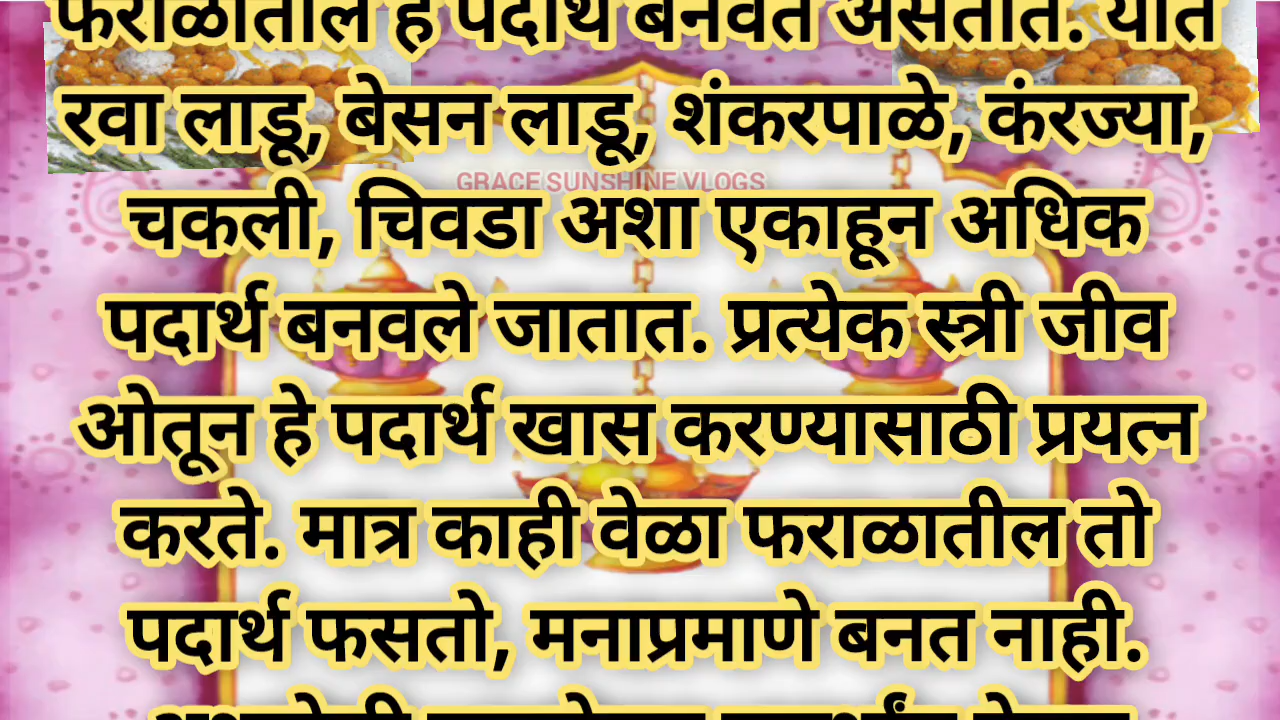 फराळातील हे पदार्थ बनवत असतात. यात
रवा लाडू, बेसन लाडू, शंकरपाळे, कंरज्या,
GRACE SUNSHINE VLOGS
चकली, चिवडा अशा एकाहून अधिक
पदार्थ बनवले जातात. प्रत्येक स्त्री जीव
ओतून हे पदार्थ खास करण्यासाठी प्रयत्न
करते. मात्र काही वेळा फराळातील तो
पदार्थ फसतो, मनाप्रमाणे बनत नाही.